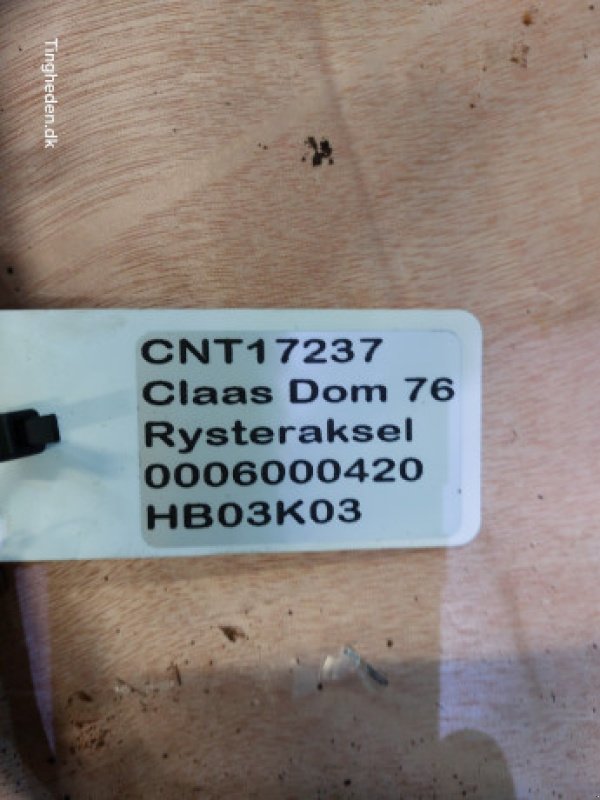 Tingheden.dk
CNT17237
Claas Dom 76
Rysteraksel
0006000420
HB03K03